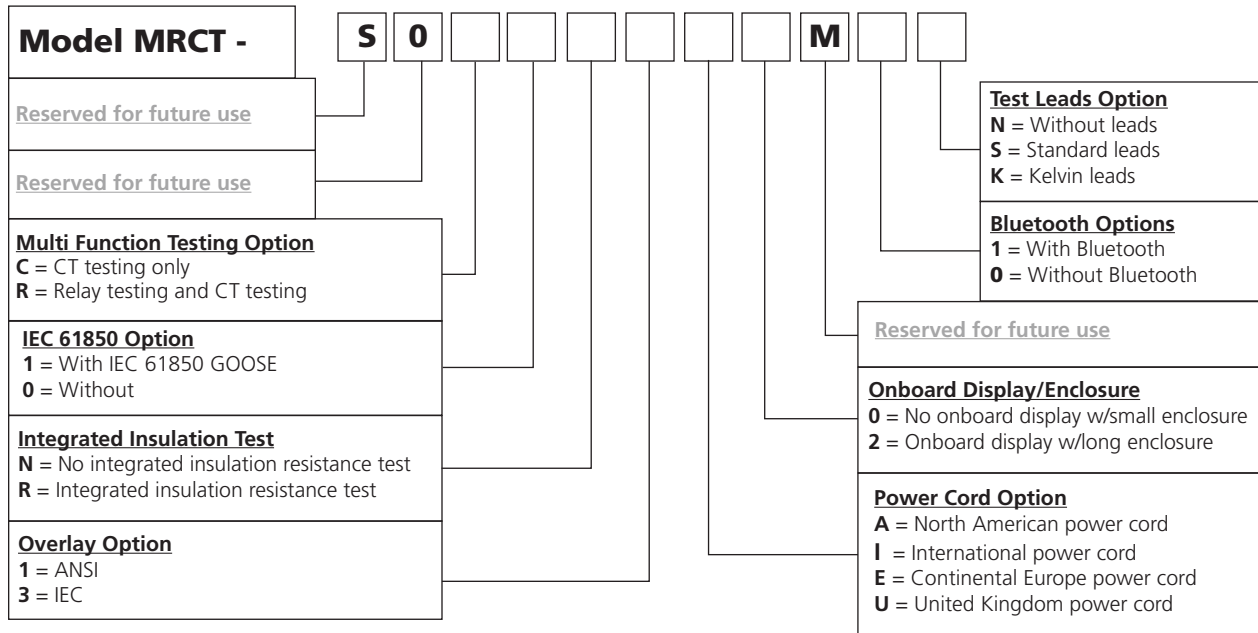 Model MRCT -
S 0 M
Reserved for future use
Reserved for future use
Multi Function Testing Option
C = CT testing only
R = Relay testing and CT testing
IEC 61850 Option
1 = With IEC 61850 GOOSE
0 = Without
Integrated Insulation Test
N = No integrated insulation resistance test
R = Integrated insulation resistance test
Overlay Option
1 = ANSI
3 = IEC
Test Leads Option
N = Without leads
S = Standard leads
K = Kelvin leads
Bluetooth Options
1 = With Bluetooth
0 = Without Bluetooth
Reserved for future use
Onboard Display/Enclosure
0 = No onboard display w/small enclosure
2 = Onboard display w/long enclosure
Power Cord Option
A = North American power cord
I = International power cord
E = Continental Europe power cord
U = United Kingdom power cord